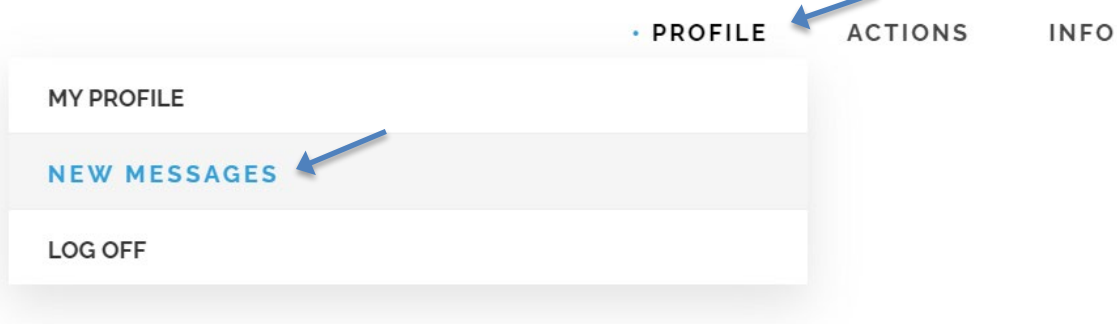 • PROFILE ACTIONS INFO
MY PROFILE
NEW MESSAGES
LOG OFF